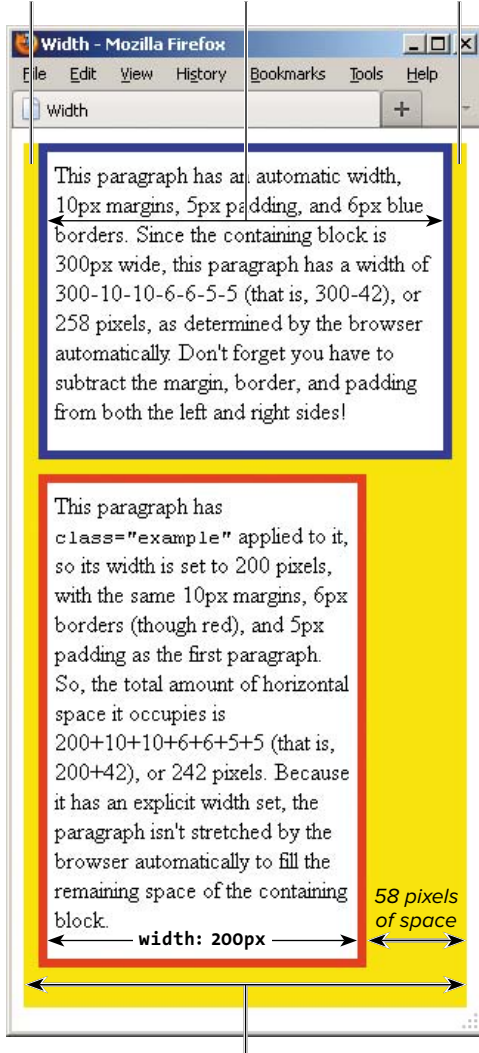 Width - Mozilla Firefox
File Edit View History Bookmarks Tools Help
Width
This paragraph has an automatic width,
10px margins, 5px padding, and 6px blue
borders. Since the containing block is
300px wide, this paragraph has a width of
300-10-10-6-6-5-5 (that is, 300-42), or
258 pixels, as determined by the browser
automatically. Don't forget you have to
subtract the margin, border, and padding
from both the left and right sides!
This paragraph has
class="example" applied to it,
so its width is set to 200 pixels,
with the same 10px margins, 6px
borders (though red), and 5px
padding as the first paragraph.
So, the total amount of horizontal
space it occupies is
200+10+10+6+6+5+5 (that is,
200+42), or 242 pixels. Because
it has an explicit width set, the
paragraph isn't stretched by the
browser automatically to fill the
remaining space of the containing
block.
58 pixels
of space
width: 200px